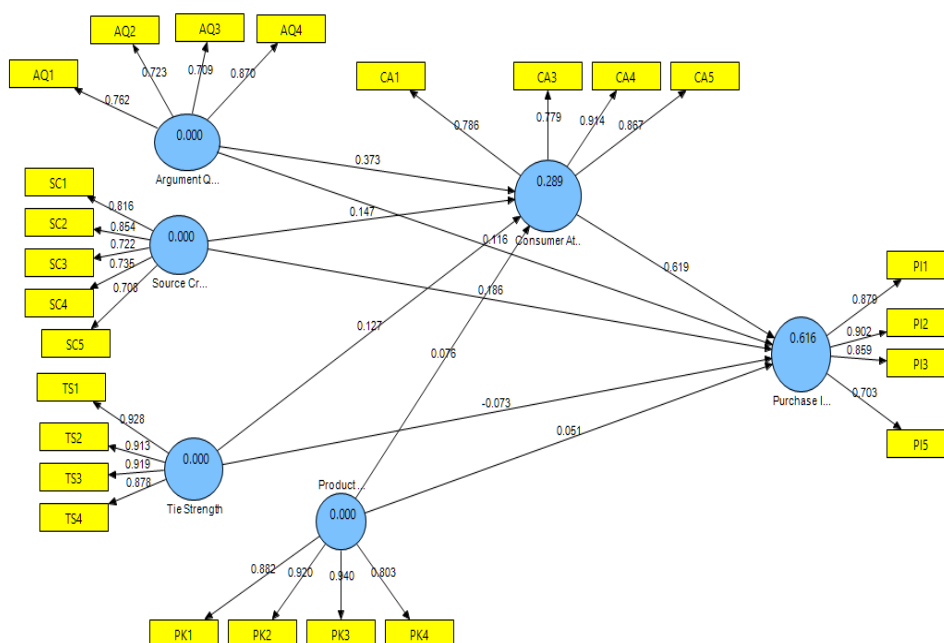 AQ1
AQ2
AQ3
AQ4
0.762
0.723
0.709
0.870
0.000
Argument Q...
CA1
CA3
CA4
CA5
0.786
0.779
0.914
0.867
0.289
Consumer At..
0.373
0.147
0.116
0.127
0.076
0.619
0.186
-0.073
0.051
SC1
SC2
SC3
SC4
SC5
0.816
0.854
0.722
0.735
0.708
0.000
Source Cr...
PI1
PI2
PI3
PI5
0.878
0.902
0.859
0.703
0.616
Purchase I...
TS1
TS2
TS3
TS4
0.928
0.913
0.919
0.878
0.000
Tie Strength
Product ...
0.000
0.882
0.920
0.940
0.803
PK1
PK2
PK3
PK4